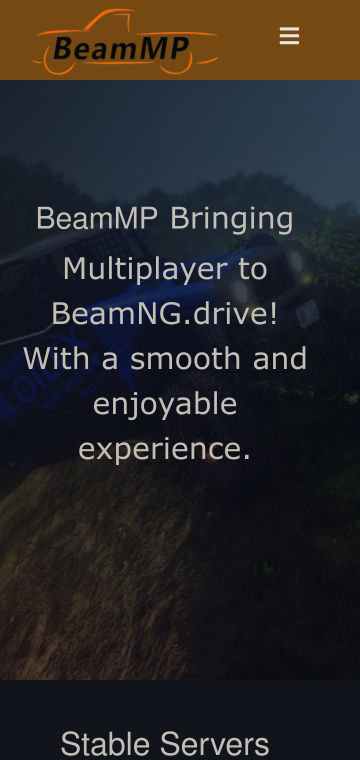 BeamMP
BeamMP Bringing
Multiplayer to
BeamNG.drive!
With a smooth and
enjoyable
experience.
Stable Servers